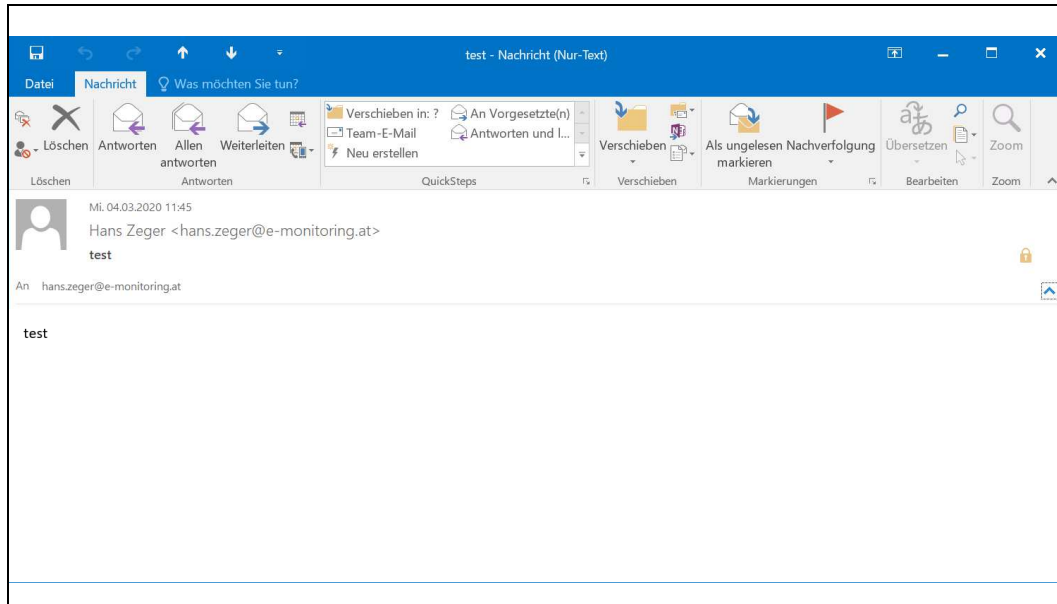 test - Nachricht (Nur-Text)
Datei Nachricht Was möchten Sie tun?
Löschen
Antworten
Allen antworten
Weiterleiten
Verschieben in: ?
An Vorgesetzte(n)
Team-E-Mail
Antworten und l...
Neu erstellen
Verschieben
Als ungelesen markieren
Nachverfolgung
Übersetzen
Zoom
Löschen Antworten QuickSteps Verschieben Markierungen Bearbeiten Zoom
Mi. 04.03.2020 11:45
Hans Zeger <hans.zeger@e-monitoring.at>
test
An hans.zeger@e-monitoring.at
test